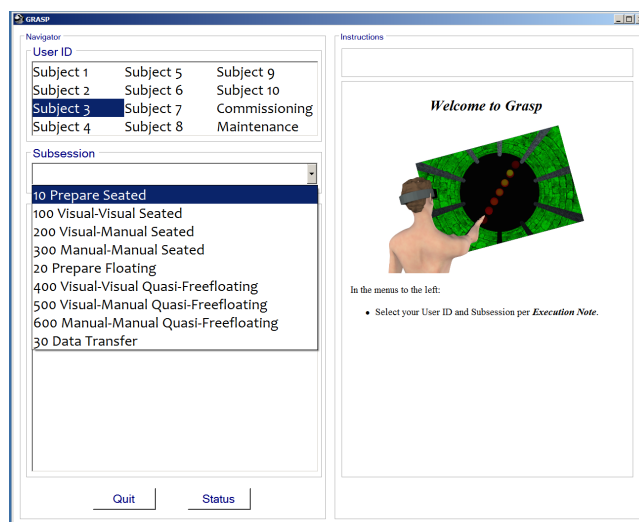 GRASP
Navigator
User ID
Subject 1 Subject 5 Subject 9
Subject 2 Subject 6 Subject 10
Subject 3 Subject 7 Commissioning
Subject 4 Subject 8 Maintenance
Subsession
10 Prepare Seated
100 Visual-Visual Seated
200 Visual-Manual Seated
300 Manual-Manual Seated
20 Prepare Floating
400 Visual-Visual Quasi-Freefloating
500 Visual-Manual Quasi-Freefloating
600 Manual-Manual Quasi-Freefloating
30 Data Transfer
Quit Status
Instructions
Welcome to Grasp
In the menus to the left:
• Select your User ID and Subsession per Execution Note.